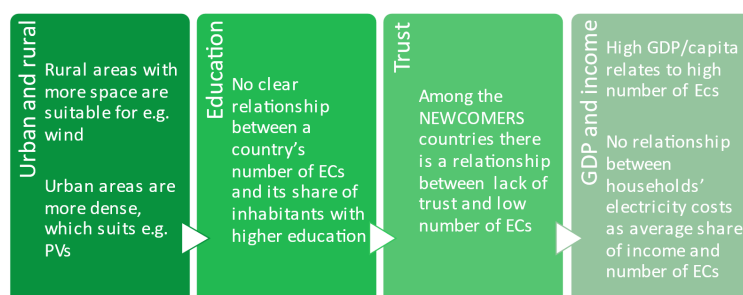 Urban and rural
Rural areas with
more space are
suitable for e.g.
wind
Urban areas are
more dense,
which suits e.g.
PVs
Education
No clear
relationship
between a
country's
number of ECs
and its share of
inhabitants with
higher education
Trust
Among the
NEWCOMERS
countries there
is a relationship
between lack of
trust and low
number of ECs
GDP and income
High GDP/capita
relates to high
number of Ecs
No relationship
between
households'
electricity costs
as average share
of income and
number of ECs